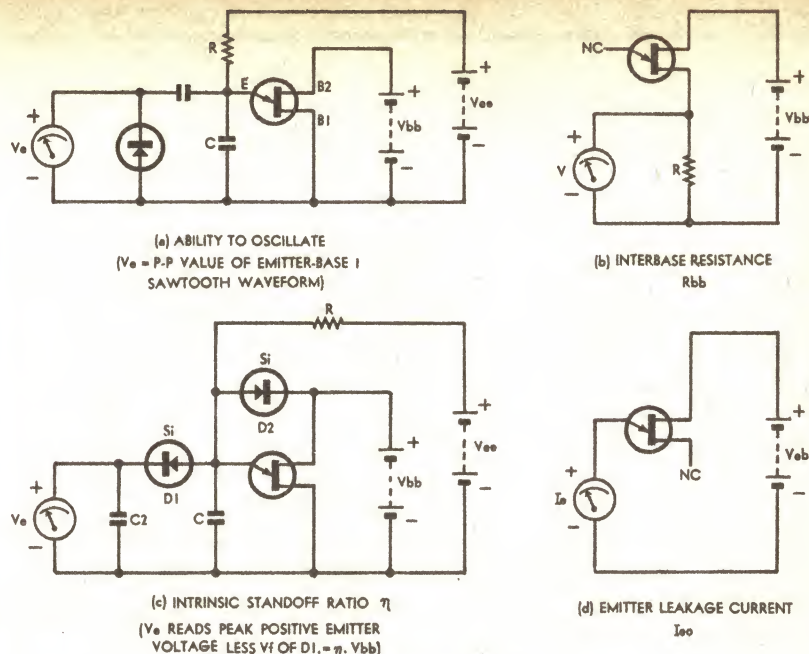 R
E
B2
B1
C
Ve
+
−
+
−
Vbb
+
−
Vee
(a) ABILITY TO OSCILLATE
(Ve = P-P VALUE OF EMITTER-BASE I
SAWTOOTH WAVEFORM)
NC
+
−
V
R
+
−
Vbb
(b) INTERBASE RESISTANCE
Rbb
R
Si
D2
Si
D1
+
−
Ve
C2
C
+
−
Vbb
+
−
Vee
(c) INTRINSIC STANDOFF RATIO η
(Ve READS PEAK POSITIVE EMITTER
VOLTAGE LESS Vf OF D1, = η. Vbb)
+
−
Ie
NC
+
−
Veb
(d) EMITTER LEAKAGE CURRENT
Ieo